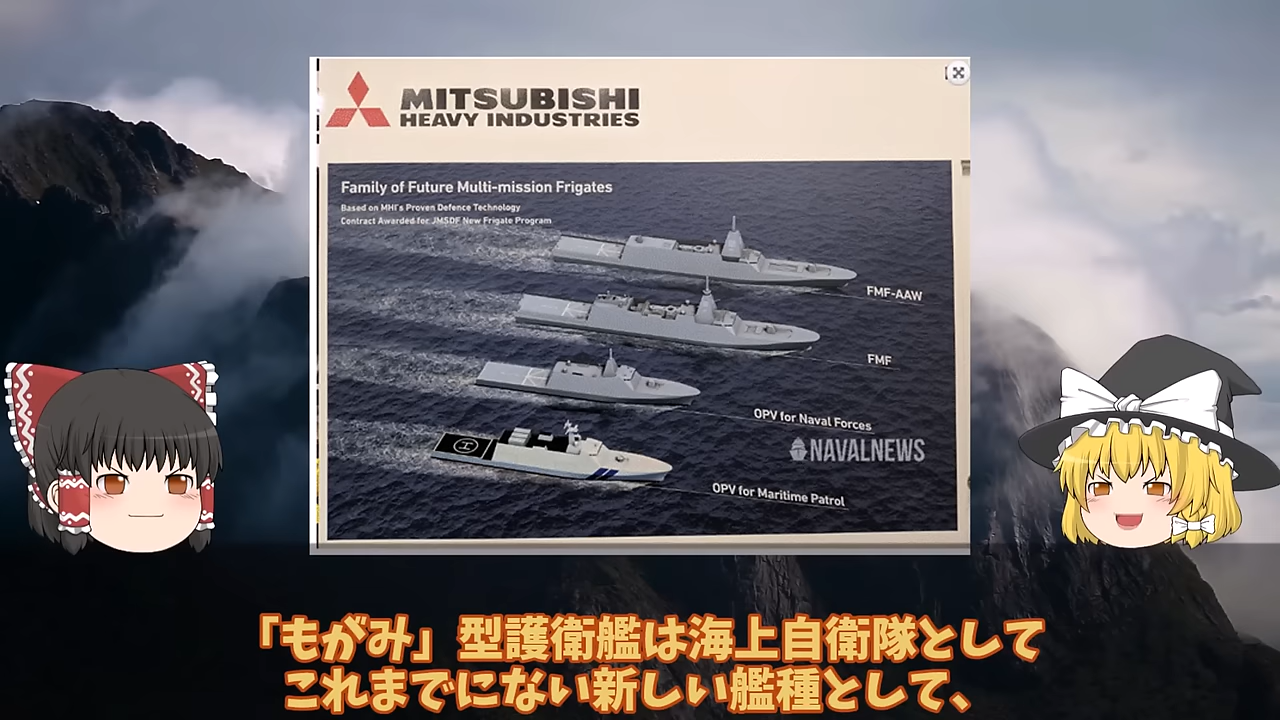 MITSUBISHI
HEAVY INDUSTRIES
Family of Future Multi-mission Frigates
Based on MHI's Proven Defence Technology
Contract Awarded for JMSDF New Frigate Program
FMF-AAW
FMF
OPV for Naval Forces
NAVALNEWS
OPV for Maritime Patrol
「もがみ」型護衛艦は海上自衛隊として
これまでにない新しい艦種として、